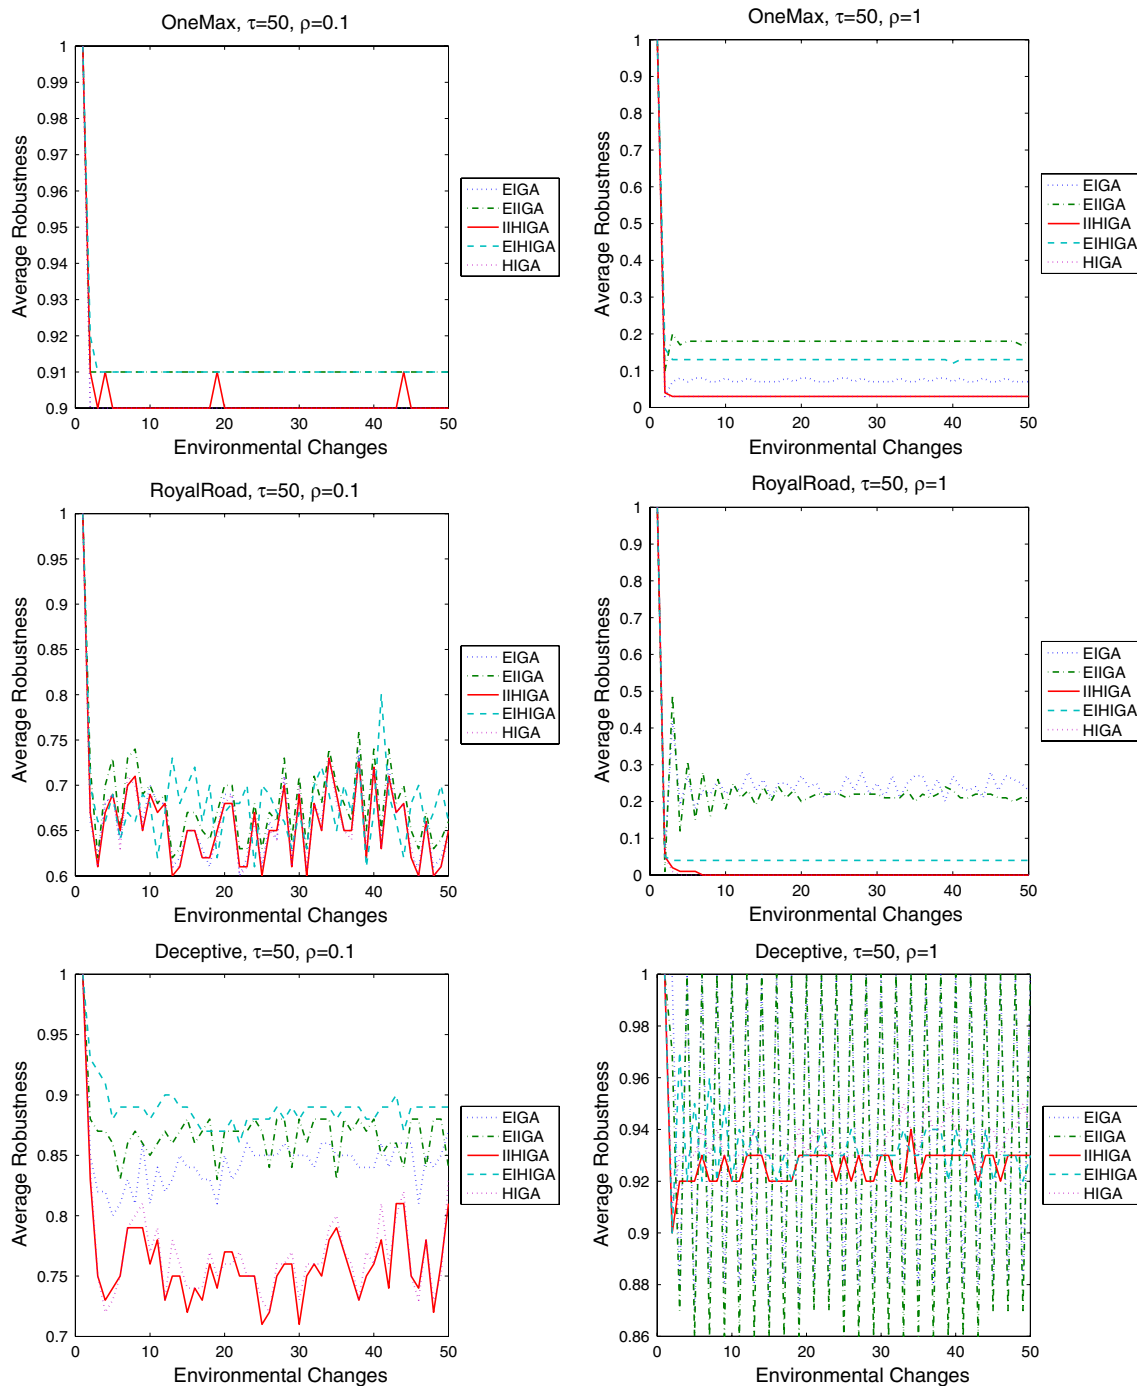 OneMax, τ=50, ρ=0.1
1
0.99
0.98
0.97
0.96
0.95
0.94
0.93
0.92
0.91
0.9
0 10 20 30 40 50
Average Robustness
Environmental Changes
EIGA
EIIGA
IIHIGA
EIHIGA
HIGA
OneMax, τ=50, ρ=1
1
0.9
0.8
0.7
0.6
0.5
0.4
0.3
0.2
0.1
0
0 10 20 30 40 50
Average Robustness
Environmental Changes
EIGA
EIIGA
IIHIGA
EIHIGA
HIGA
RoyalRoad, τ=50, ρ=0.1
1
0.95
0.9
0.85
0.8
0.75
0.7
0.65
0.6
0 10 20 30 40 50
Average Robustness
Environmental Changes
EIGA
EIIGA
IIHIGA
EIHIGA
HIGA
RoyalRoad, τ=50, ρ=1
1
0.9
0.8
0.7
0.6
0.5
0.4
0.3
0.2
0.1
0
0 10 20 30 40 50
Average Robustness
Environmental Changes
EIGA
EIIGA
IIHIGA
EIHIGA
HIGA
Deceptive, τ=50, ρ=0.1
1
0.95
0.9
0.85
0.8
0.75
0.7
0 10 20 30 40 50
Average Robustness
Environmental Changes
EIGA
EIIGA
IIHIGA
EIHIGA
HIGA
Deceptive, τ=50, ρ=1
1
0.98
0.96
0.94
0.92
0.9
0.88
0.86
0 10 20 30 40 50
Average Robustness
Environmental Changes
EIGA
EIIGA
IIHIGA
EIHIGA
HIGA